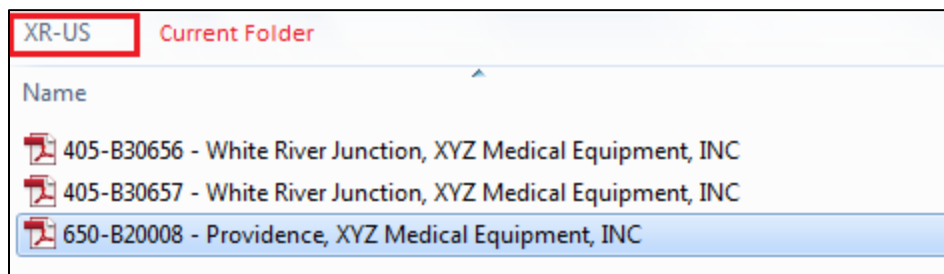 XR-US Current Folder
Name
405-B30656 - White River Junction, XYZ Medical Equipment, INC
405-B30657 - White River Junction, XYZ Medical Equipment, INC
650-B20008 - Providence, XYZ Medical Equipment, INC